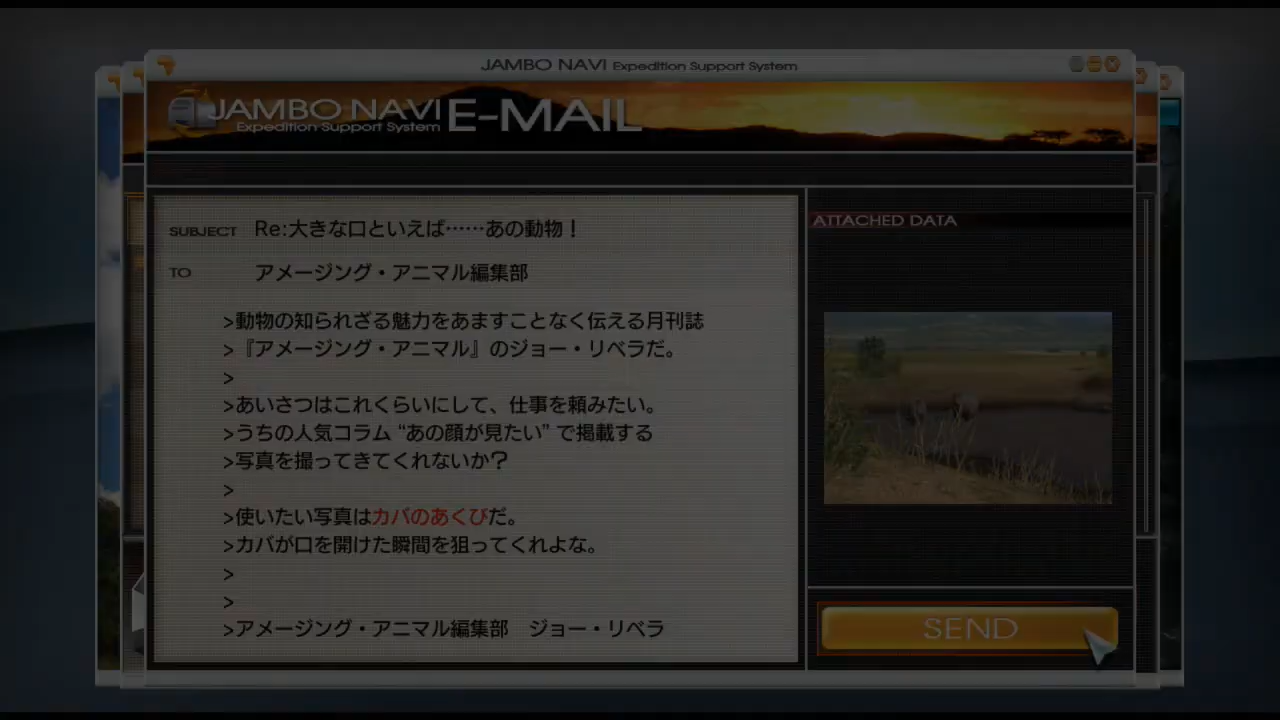 JAMBO NAVI Expedition Support System
JAMBO NAVI E-MAIL
Expedition Support System
SUBJECT Re:大きな口といえば……あの動物！
TO アメージング・アニマル編集部
>動物の知られざる魅力をあますことなく伝える月刊誌
>『アメージング・アニマル』のジョー・リベラだ。
>
>あいさつはこれくらいにして、仕事を頼みたい。
>うちの人気コラム“あの顔が見たい”で掲載する
>写真を撮ってきてくれないか?
>
>使いたい写真はカバのあくびだ。
>カバが口を開けた瞬間を狙ってくれよな。
>
>
>アメージング・アニマル編集部　ジョー・リベラ
ATTACHED DATA
SEND